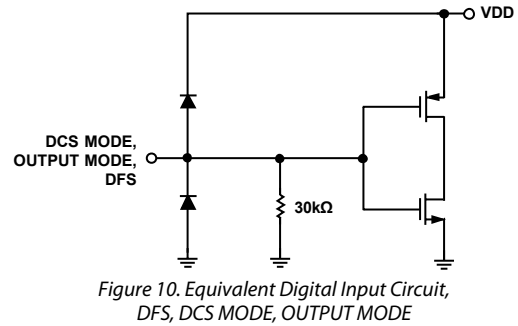 VDD
DCS MODE,
OUTPUT MODE,
DFS
30kΩ
Figure 10. Equivalent Digital Input Circuit,
DFS, DCS MODE, OUTPUT MODE